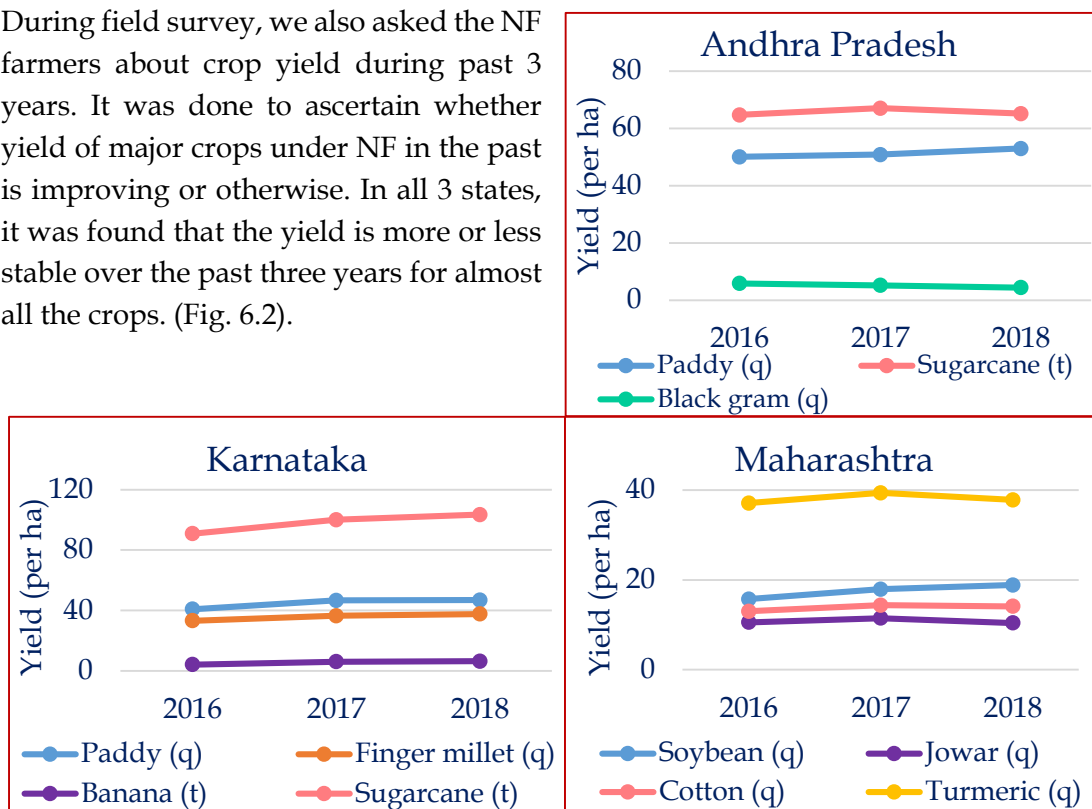 During field survey, we also asked the NF
farmers about crop yield during past 3
years. It was done to ascertain whether
yield of major crops under NF in the past
is improving or otherwise. In all 3 states,
it was found that the yield is more or less
stable over the past three years for almost
all the crops. (Fig. 6.2).
Andhra Pradesh
Yield (per ha)
80
60
40
20
0
2016 2017 2018
Paddy (q) Sugarcane (t)
Black gram (q)
Karnataka
Yield (per ha)
120
80
40
0
2016 2017 2018
Paddy (q) Finger millet (q)
Banana (t) Sugarcane (t)
Maharashtra
Yield (per ha)
40
20
0
2016 2017 2018
Soybean (q) Jowar (q)
Cotton (q) Turmeric (q)